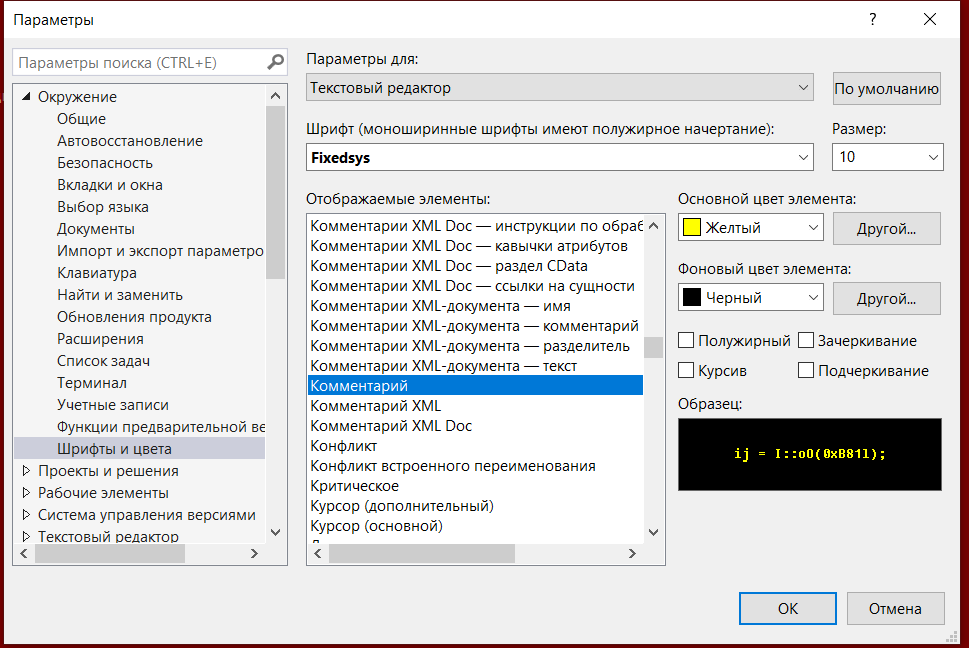 Параметры
?
Параметры поиска (CTRL+E)
Окружение
Общие
Автовосстановление
Безопасность
Вкладки и окна
Выбор языка
Документы
Импорт и экспорт параметро
Клавиатура
Найти и заменить
Обновления продукта
Расширения
Список задач
Терминал
Учетные записи
Функции предварительной ве
Шрифты и цвета
Проекты и решения
Рабочие элементы
Система управления версиями
Текстовый редактор
Параметры для:
Текстовый редактор
По умолчанию
Шрифт (моноширинные шрифты имеют полужирное начертание):
Размер:
Fixedsys
10
Отображаемые элементы:
Комментарии XML Doc — инструкции по обраб
Комментарии XML Doc — кавычки атрибутов
Комментарии XML Doc — раздел CData
Комментарии XML Doc — ссылки на сущности
Комментарии XML-документа — имя
Комментарии XML-документа — комментарий
Комментарии XML-документа — разделитель
Комментарии XML-документа — текст
Комментарий
Комментарий XML
Комментарий XML Doc
Конфликт
Конфликт встроенного переименования
Критическое
Курсор (дополнительный)
Курсор (основной)
Основной цвет элемента:
Желтый
Другой...
Фоновый цвет элемента:
Черный
Другой...
Полужирный
Зачеркивание
Курсив
Подчеркивание
Образец:
ij = I::oO(0xB81l);
ОК
Отмена